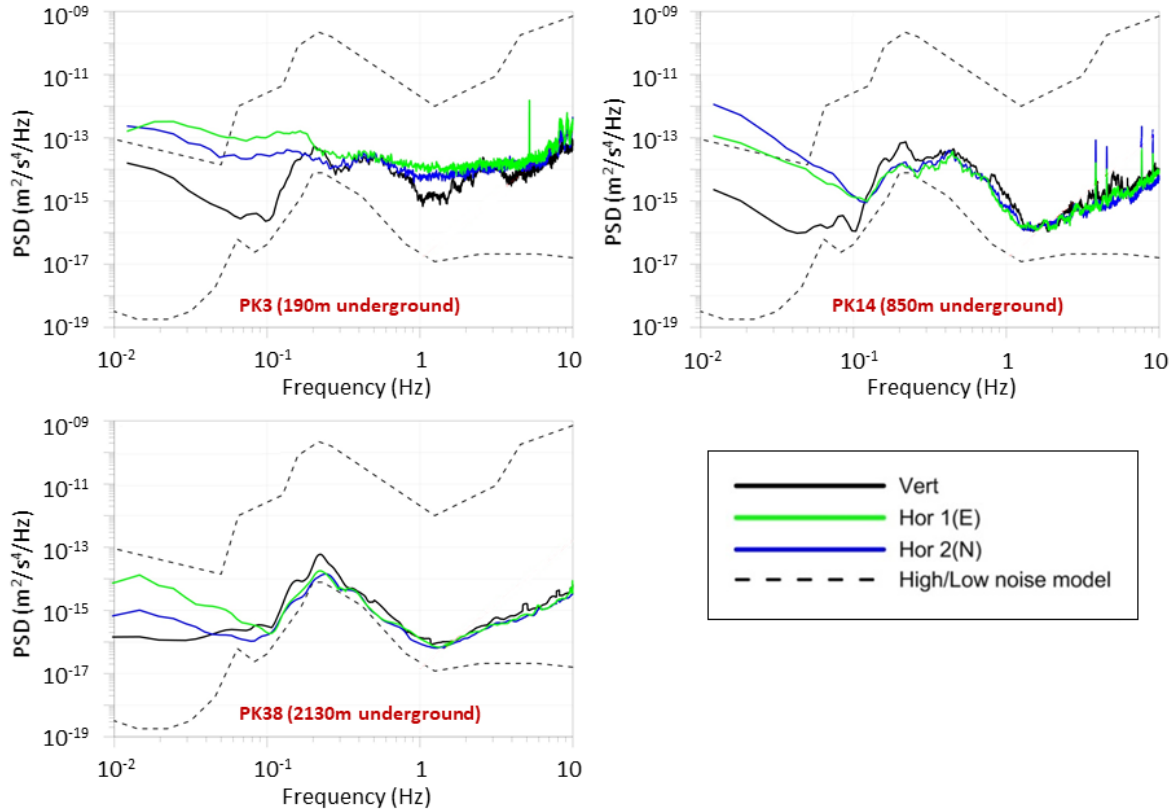 10⁻⁰⁹
10⁻¹¹
10⁻¹³
10⁻¹⁵
10⁻¹⁷
10⁻¹⁹
PSD (m²/s⁴/Hz)
PK3 (190m underground)
10⁻² 10⁻¹ 1 10
Frequency (Hz)
10⁻⁰⁹
10⁻¹¹
10⁻¹³
10⁻¹⁵
10⁻¹⁷
10⁻¹⁹
PSD (m²/s⁴/Hz)
PK14 (850m underground)
10⁻² 10⁻¹ 1 10
Frequency (Hz)
10⁻⁰⁹
10⁻¹¹
10⁻¹³
10⁻¹⁵
10⁻¹⁷
10⁻¹⁹
PSD (m²/s⁴/Hz)
PK38 (2130m underground)
10⁻² 10⁻¹ 1 10
Frequency (Hz)
Vert
Hor 1(E)
Hor 2(N)
High/Low noise model